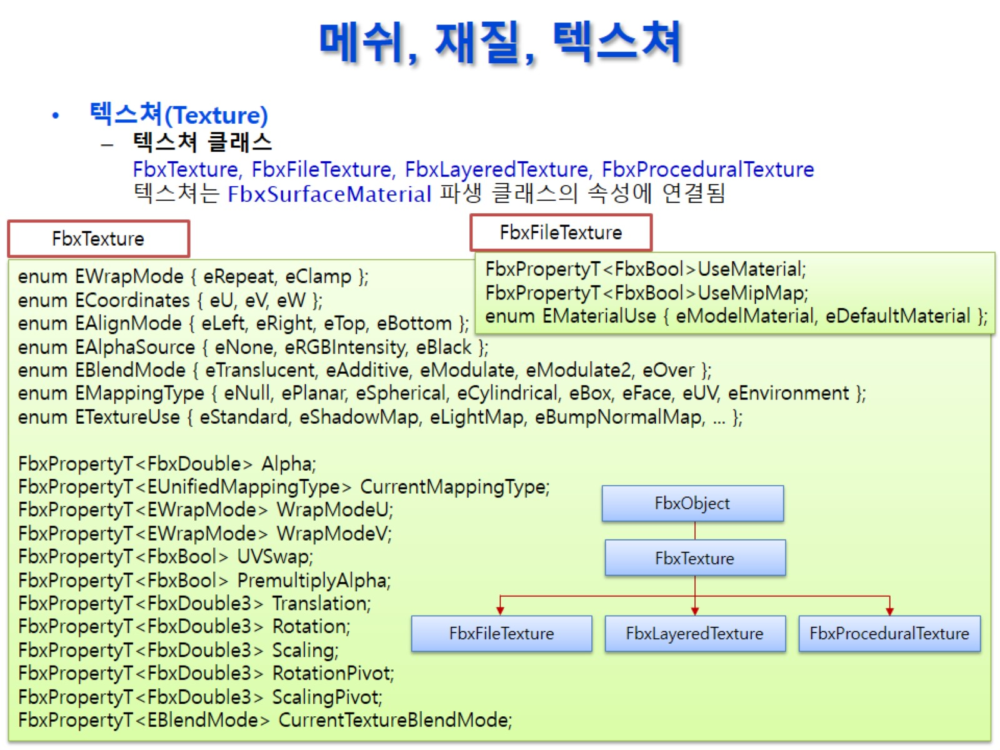 메쉬, 재질, 텍스쳐
• 텍스쳐(Texture)
– 텍스쳐 클래스
FbxTexture, FbxFileTexture, FbxLayeredTexture, FbxProceduralTexture
텍스쳐는 FbxSurfaceMaterial 파생 클래스의 속성에 연결됨
FbxTexture
enum EWrapMode { eRepeat, eClamp };
enum ECoordinates { eU, eV, eW };
enum EAlignMode { eLeft, eRight, eTop, eBottom };
enum EAlphaSource { eNone, eRGBIntensity, eBlack };
enum EBlendMode { eTranslucent, eAdditive, eModulate, eModulate2, eOver };
enum EMappingType { eNull, ePlanar, eSpherical, eCylindrical, eBox, eFace, eUV, eEnvironment };
enum ETextureUse { eStandard, eShadowMap, eLightMap, eBumpNormalMap, ... };
FbxPropertyT<FbxDouble> Alpha;
FbxPropertyT<EUnifiedMappingType> CurrentMappingType;
FbxPropertyT<EWrapMode> WrapModeU;
FbxPropertyT<EWrapMode> WrapModeV;
FbxPropertyT<FbxBool> UVSwap;
FbxPropertyT<FbxBool> PremultiplyAlpha;
FbxPropertyT<FbxDouble3> Translation;
FbxPropertyT<FbxDouble3> Rotation;
FbxPropertyT<FbxDouble3> Scaling;
FbxPropertyT<FbxDouble3> RotationPivot;
FbxPropertyT<FbxDouble3> ScalingPivot;
FbxPropertyT<EBlendMode> CurrentTextureBlendMode;
FbxFileTexture
FbxPropertyT<FbxBool>UseMaterial;
FbxPropertyT<FbxBool>UseMipMap;
enum EMaterialUse { eModelMaterial, eDefaultMaterial };
FbxObject
FbxTexture
FbxFileTexture
FbxLayeredTexture
FbxProceduralTexture